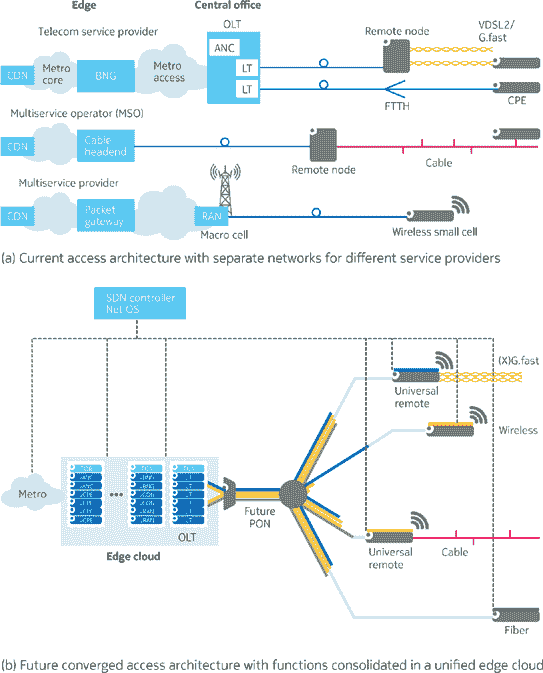 Edge
Central office
Telecom service provider
OLT
Remote node
VDSL2/
G.fast
ANC
CDN
Metro
core
BNG
Metro
access
LT
LT
FTTH
CPE
Multiservice operator (MSO)
CDN
Cable
headend
Remote node
Cable
Multiservice provider
CDN
Packet
gateway
RAN
Macro cell
Wireless small cell
(a) Current access architecture with separate networks for different service providers
SDN controller
Net OS
(X)G.fast
Universal
remote
Wireless
Metro
Future
PON
OLT
Edge cloud
Universal
remote
Cable
Fiber
(b) Future converged access architecture with functions consolidated in a unified edge cloud